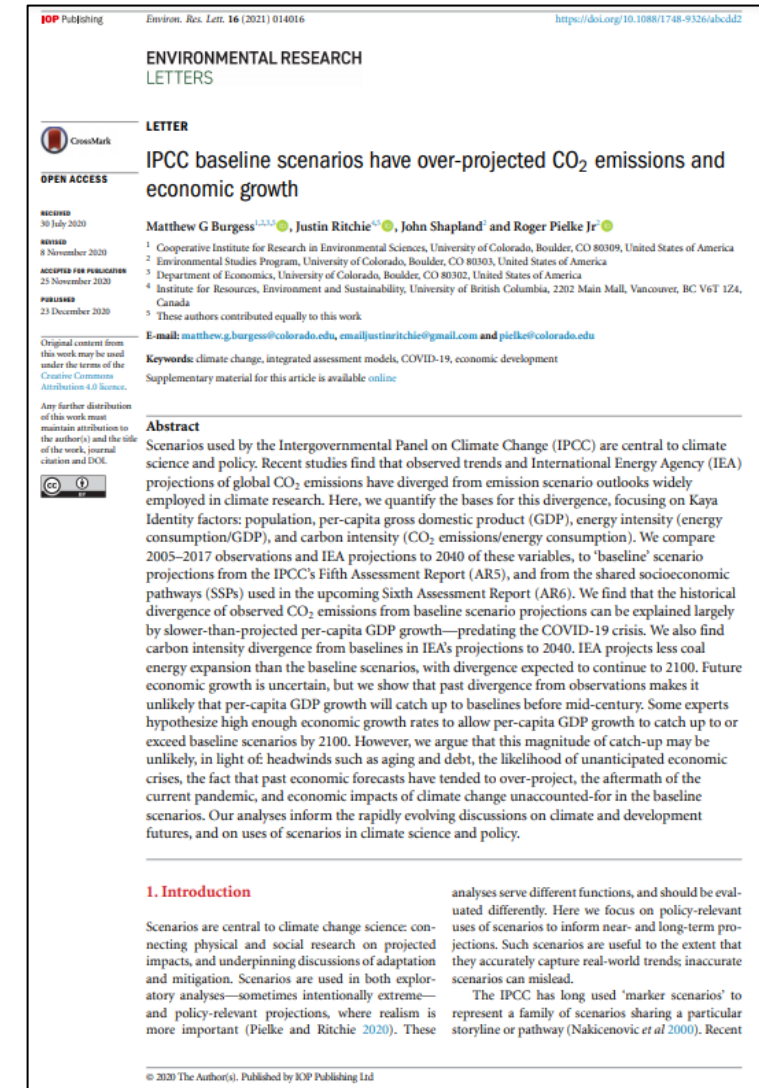 IOP Publishing
Environ. Res. Lett. 16 (2021) 014016
https://doi.org/10.1088/1748-9326/abcdd2
ENVIRONMENTAL RESEARCH
LETTERS
CrossMark
OPEN ACCESS
RECEIVED
30 July 2020
REVISED
8 November 2020
ACCEPTED FOR PUBLICATION
25 November 2020
PUBLISHED
23 December 2020
Original content from
this work may be used
under the terms of the
Creative Commons
Attribution 4.0 licence.
Any further distribution
of this work must
maintain attribution to
the author(s) and the title
of the work, journal
citation and DOI.
cc
LETTER
IPCC baseline scenarios have over-projected CO2 emissions and
economic growth
Matthew G Burgess1,2,3,5, Justin Ritchie4,5, John Shapland2 and Roger Pielke Jr2
1 Cooperative Institute for Research in Environmental Sciences, University of Colorado, Boulder, CO 80309, United States of America
2 Environmental Studies Program, University of Colorado, Boulder, CO 80303, United States of America
3 Department of Economics, University of Colorado, Boulder, CO 80302, United States of America
4 Institute for Resources, Environment and Sustainability, University of British Columbia, 2202 Main Mall, Vancouver, BC V6T 1Z4,
Canada
5 These authors contributed equally to this work
E-mail: matthew.g.burgess@colorado.edu, emailjustinritchie@gmail.com and pielke@colorado.edu
Keywords: climate change, integrated assessment models, COVID-19, economic development
Supplementary material for this article is available online
Abstract
Scenarios used by the Intergovernmental Panel on Climate Change (IPCC) are central to climate
science and policy. Recent studies find that observed trends and International Energy Agency (IEA)
projections of global CO2 emissions have diverged from emission scenario outlooks widely
employed in climate research. Here, we quantify the bases for this divergence, focusing on Kaya
Identity factors: population, per-capita gross domestic product (GDP), energy intensity (energy
consumption/GDP), and carbon intensity (CO2 emissions/energy consumption). We compare
2005–2017 observations and IEA projections to 2040 of these variables, to 'baseline' scenario
projections from the IPCC's Fifth Assessment Report (AR5), and from the shared socioeconomic
pathways (SSPs) used in the upcoming Sixth Assessment Report (AR6). We find that the historical
divergence of observed CO2 emissions from baseline scenario projections can be explained largely
by slower-than-projected per-capita GDP growth—predating the COVID-19 crisis. We also find
carbon intensity divergence from baselines in IEA's projections to 2040. IEA projects less coal
energy expansion than the baseline scenarios, with divergence expected to continue to 2100. Future
economic growth is uncertain, but we show that past divergence from observations makes it
unlikely that per-capita GDP growth will catch up to baselines before mid-century. Some experts
hypothesize high enough economic growth rates to allow per-capita GDP growth to catch up to or
exceed baseline scenarios by 2100. However, we argue that this magnitude of catch-up may be
unlikely, in light of: headwinds such as aging and debt, the likelihood of unanticipated economic
crises, the fact that past economic forecasts have tended to over-project, the aftermath of the
current pandemic, and economic impacts of climate change unaccounted-for in the baseline
scenarios. Our analyses inform the rapidly evolving discussions on climate and development
futures, and on uses of scenarios in climate science and policy.
1. Introduction
Scenarios are central to climate change science: con-
necting physical and social research on projected
impacts, and underpinning discussions of adaptation
and mitigation. Scenarios are used in both explor-
atory analyses—sometimes intentionally extreme—
and policy-relevant projections, where realism is
more important (Pielke and Ritchie 2020). These
analyses serve different functions, and should be eval-
uated differently. Here we focus on policy-relevant
uses of scenarios to inform near- and long-term pro-
jections. Such scenarios are useful to the extent that
they accurately capture real-world trends; inaccurate
scenarios can mislead.
The IPCC has long used 'marker scenarios' to
represent a family of scenarios sharing a particular
storyline or pathway (Nakicenovic et al 2000). Recent
© 2020 The Author(s). Published by IOP Publishing Ltd